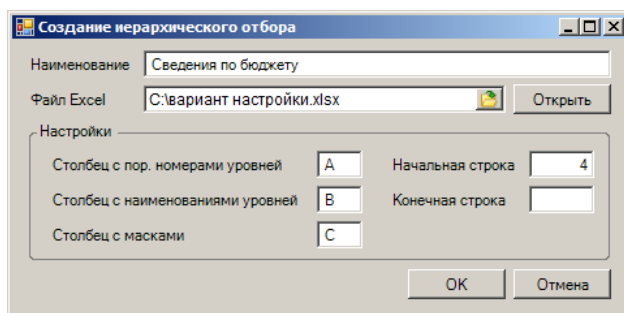 Создание иерархического отбора
Наименование Сведения по бюджету
Файл Excel C:\вариант настройки.xlsx Открыть
Настройки
Столбец с пор. номерами уровней A Начальная строка 4
Столбец с наименованиями уровней B Конечная строка
Столбец с масками C
OK Отмена